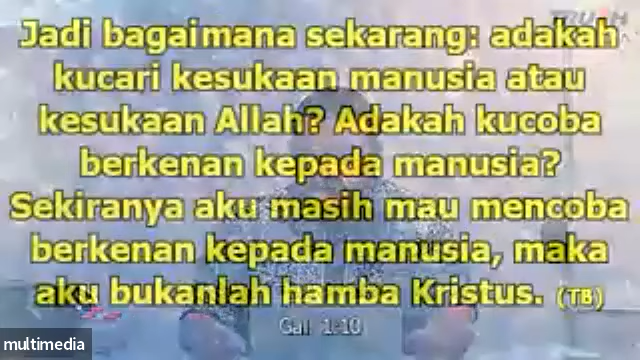 TRUTH
Jadi bagaimana sekarang: adakah
kucari kesukaan manusia atau
kesukaan Allah? Adakah kucoba
berkenan kepada manusia?
Sekiranya aku masih mau mencoba
berkenan kepada manusia, maka
aku bukanlah hamba Kristus. (TB)
Gal 1:10
multimedia